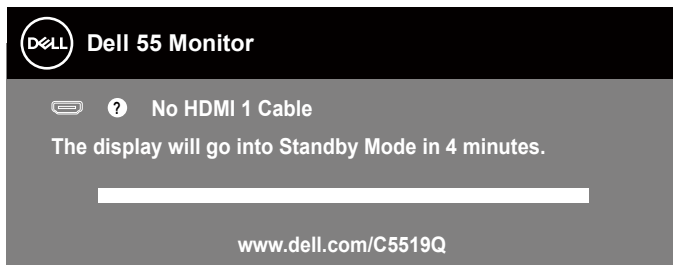 DELL Dell 55 Monitor
? No HDMI 1 Cable
The display will go into Standby Mode in 4 minutes.
www.dell.com/C5519Q